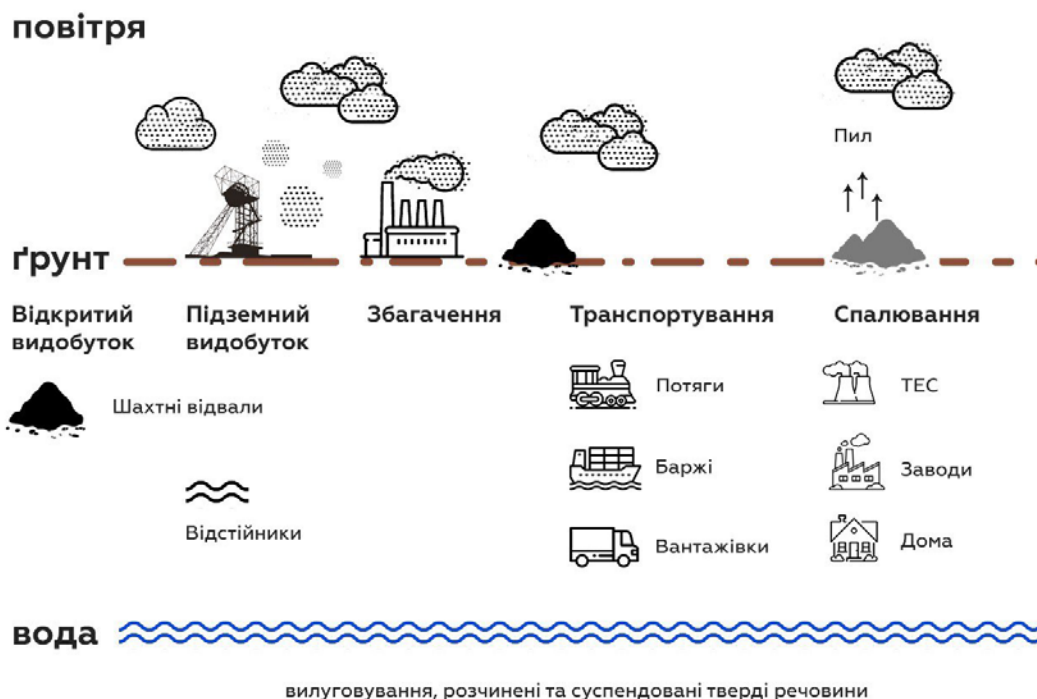 повітря
Пил
ґрунт
Відкритий
видобуток
Підземний
видобуток
Збагачення
Транспортування
Спалювання
Шахтні відвали
Потяги
ТЕС
Баржі
Заводи
Відстійники
Вантажівки
Дома
вода
вилуговування, розчинені та суспендовані тверді речовини